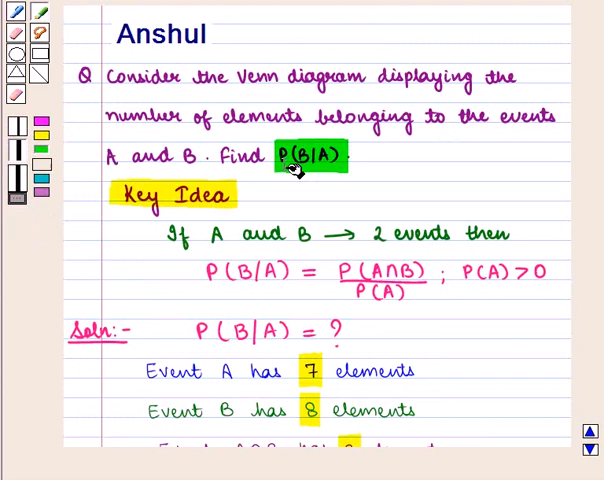 Anshul
Q Consider the Venn diagram displaying the
number of elements belonging to the events
A and B. Find P(B/A).
Key Idea
If A and B → 2 events then
P(B/A) = P(A∩B)/P(A) ; P(A) > 0
Soln:- P(B/A) = ?
Event A has 7 elements
Event B has 8 elements